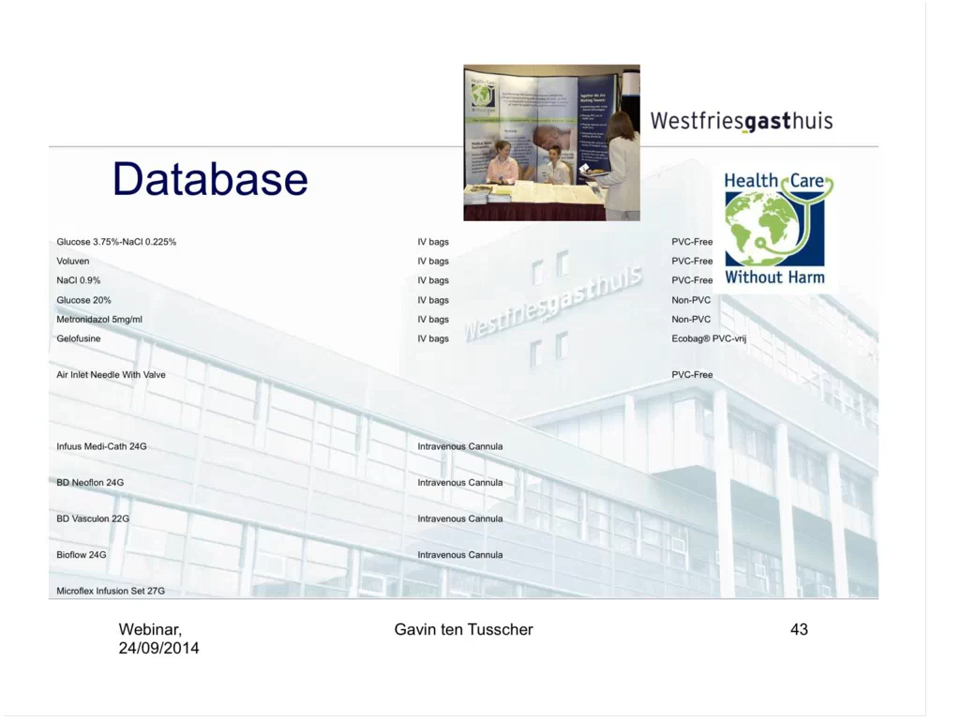 Westfriesgasthuis
Database
Health Care
Without Harm
Glucose 3.75%-NaCl 0.225% IV bags PVC-Free
Voluven IV bags PVC-Free
NaCl 0.9% IV bags PVC-Free
Glucose 20% IV bags Non-PVC
Metronidazol 5mg/ml IV bags Non-PVC
Gelofusine IV bags Ecobag® PVC-vrij
Westfriesgasthuis
Air Inlet Needle With Valve PVC-Free
Infuus Medi-Cath 24G Intravenous Cannula
BD Neoflon 24G Intravenous Cannula
BD Vasculon 22G Intravenous Cannula
Bioflow 24G Intravenous Cannula
Microflex Infusion Set 27G
Webinar,
24/09/2014
Gavin ten Tusscher
43